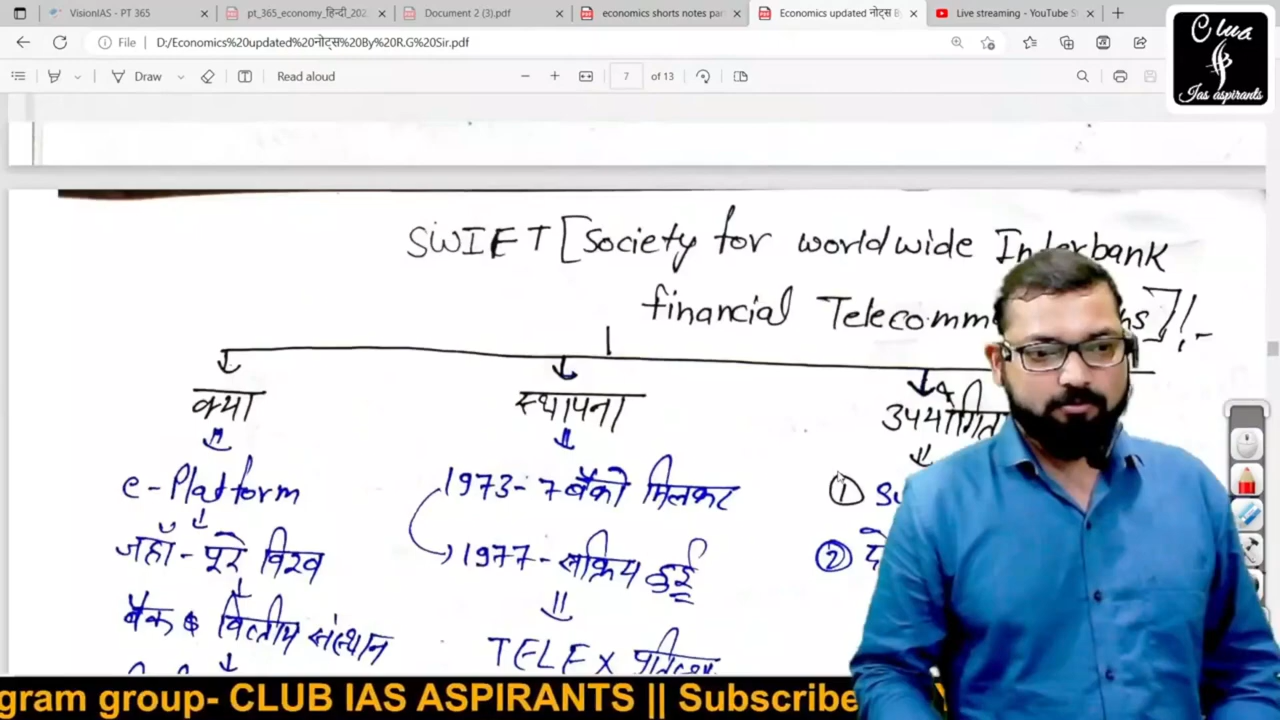 VisionIAS - PT 365
pt_365_economy_हिन्दी_202
Document 2 (3).pdf
economics shorts notes par
Economics updated नोट्स B
Live streaming - YouTube S
File
D:/Economics%20updated%20नोट्स%20By%20R.G%20Sir.pdf
Draw
Read aloud
7 of 13
Clua
Ias aspirants
SWIFT [Society for worldwide Interbank
financial
क्या
स्थापना
e-Platform
1973- 7 बैंको मिलकर
①
जहाँ - पूरे विश्व
1977- सक्रिय हुई
②
बैंक & वित्तीय संस्थान
TELEX
gram group- CLUB IAS ASPIRANTS || Subscribe